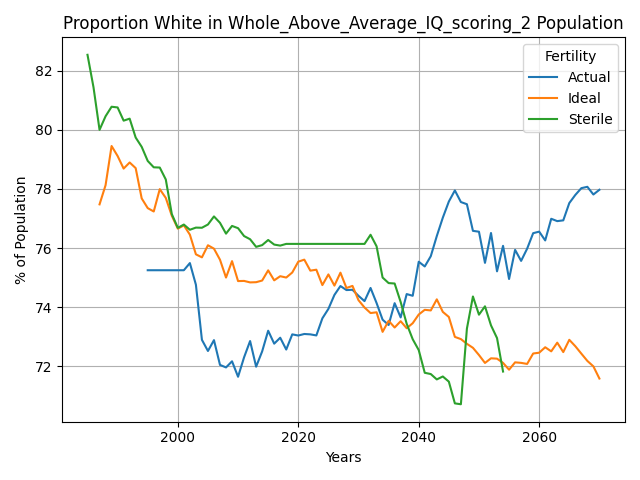 Proportion White in Whole_Above_Average_IQ_scoring_2 Population
Fertility
Actual
Ideal
Sterile
% of Population
82
80
78
76
74
72
2000
2020
2040
2060
Years